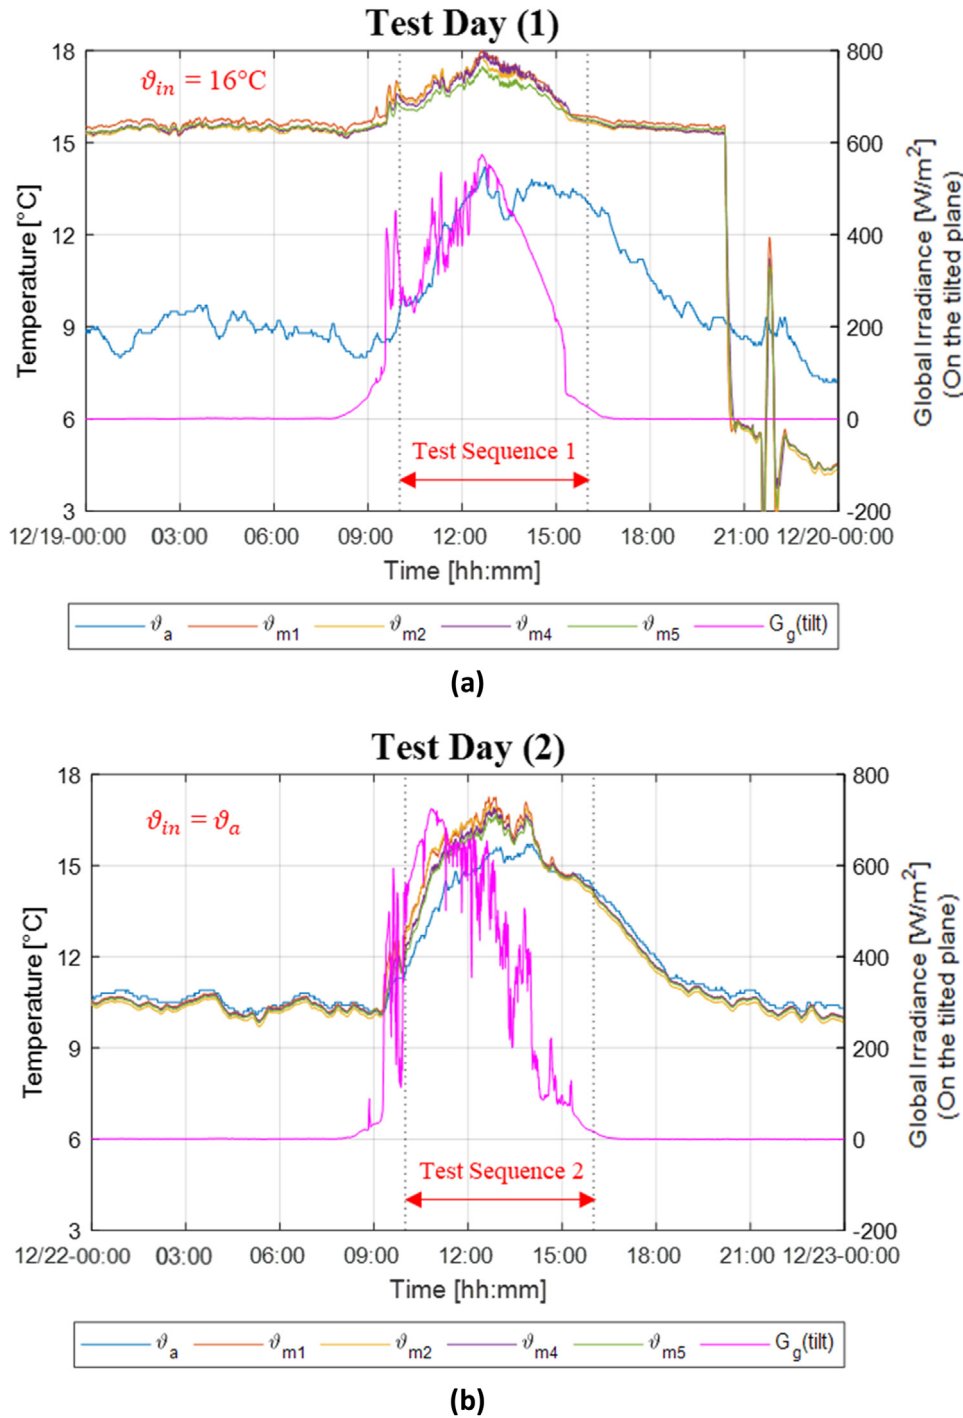 Test Day (1)
18
15
12
9
6
3
Temperature [°C]
ϑin = 16°C
Test Sequence 1
800
600
400
200
0
-200
Global Irradiance [W/m²]
(On the tilted plane)
12/19-00:00 03:00 06:00 09:00 12:00 15:00 18:00 21:00 12/20-00:00
Time [hh:mm]
ϑa ϑm1 ϑm2 ϑm4 ϑm5 Gg(tilt)
(a)
Test Day (2)
18
15
12
9
6
3
Temperature [°C]
ϑin = ϑa
Test Sequence 2
800
600
400
200
0
-200
Global Irradiance [W/m²]
(On the tilted plane)
12/22-00:00 03:00 06:00 09:00 12:00 15:00 18:00 21:00 12/23-00:00
Time [hh:mm]
ϑa ϑm1 ϑm2 ϑm4 ϑm5 Gg(tilt)
(b)